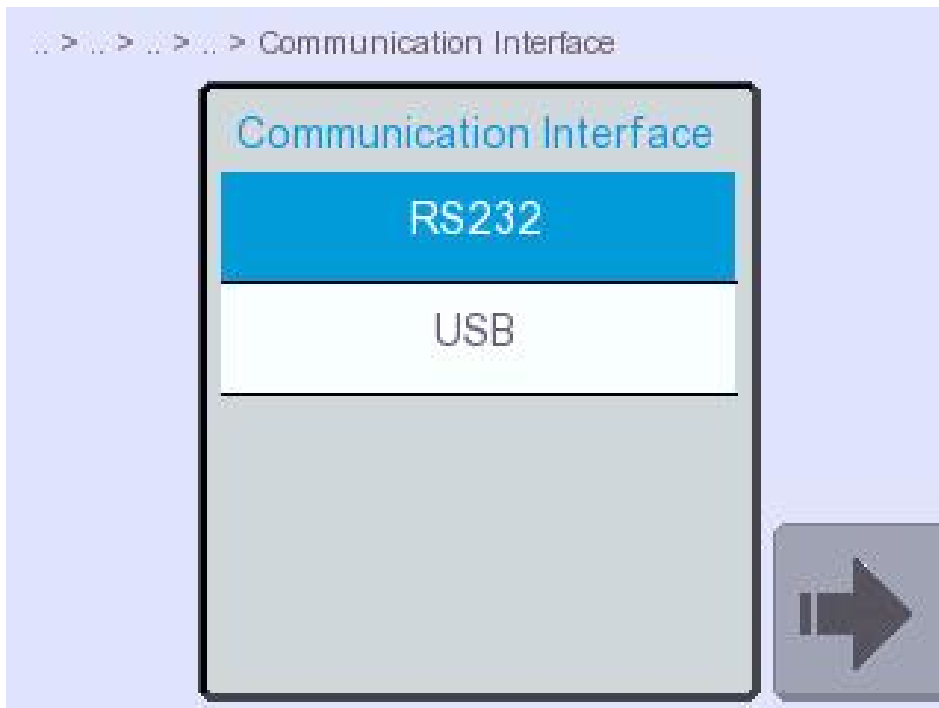 .. > .. > .. > .. > Communication Interface
Communication Interface
RS232
USB